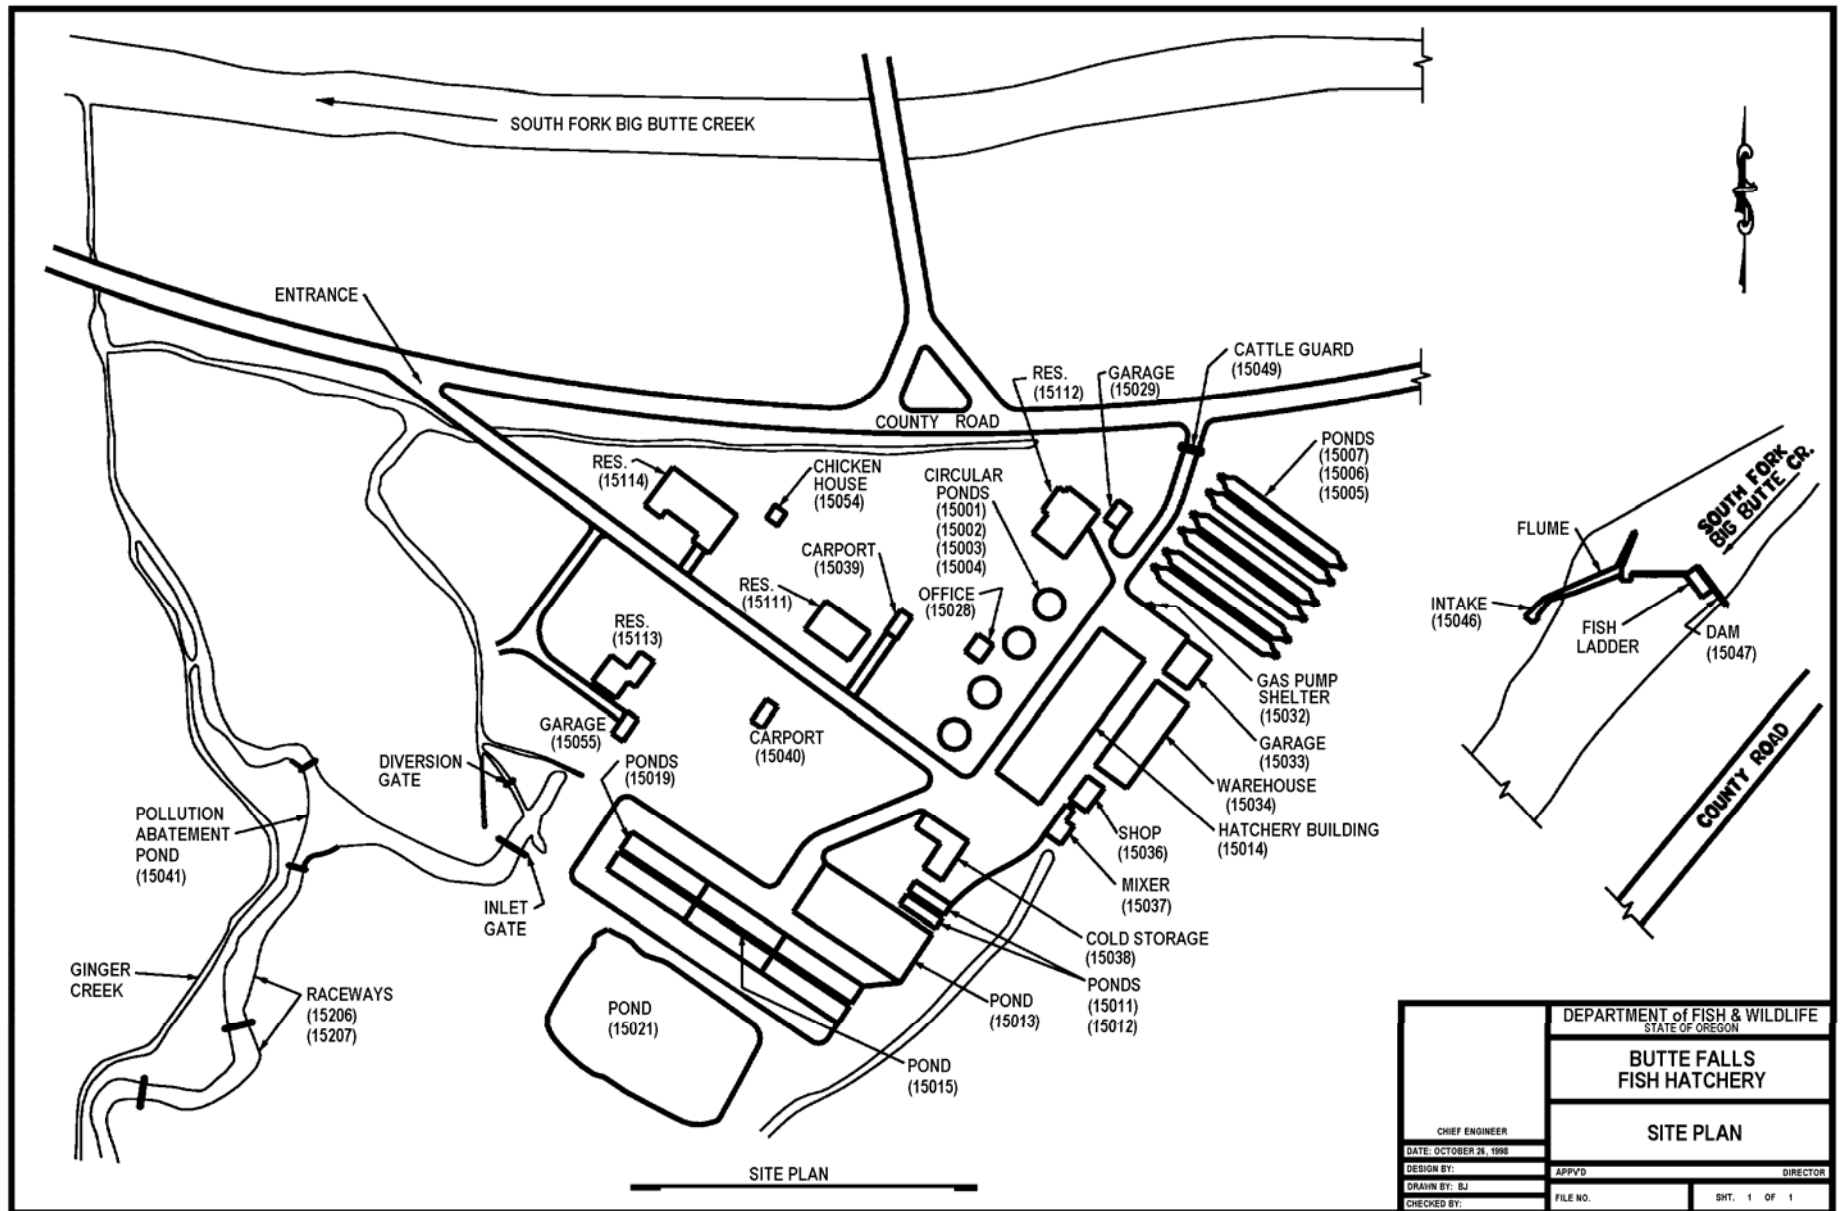 SOUTH FORK BIG BUTTE CREEK
ENTRANCE
CATTLE GUARD
(15049)
RES.
(15112)
GARAGE
(15029)
COUNTY ROAD
PONDS
(15007)
(15006)
(15005)
RES.
(15114)
CHICKEN
HOUSE
(15054)
CIRCULAR
PONDS
(15001)
(15002)
(15003)
(15004)
SOUTH FORK
BIG BUTTE CR.
FLUME
CARPORT
(15039)
RES.
(15111)
OFFICE
(15028)
INTAKE
(15046)
FISH
LADDER
DAM
(15047)
RES.
(15113)
GAS PUMP
SHELTER
(15032)
GARAGE
(15055)
CARPORT
(15040)
GARAGE
(15033)
DIVERSION
GATE
PONDS
(15019)
WAREHOUSE
(15034)
COUNTY ROAD
POLLUTION
ABATEMENT
POND
(15041)
SHOP
(15036)
HATCHERY BUILDING
(15014)
MIXER
(15037)
INLET
GATE
COLD STORAGE
(15038)
GINGER
CREEK
RACEWAYS
(15206)
(15207)
POND
(15021)
POND
(15013)
PONDS
(15011)
(15012)
POND
(15015)
SITE PLAN
DEPARTMENT of FISH & WILDLIFE
STATE OF OREGON
BUTTE FALLS
FISH HATCHERY
SITE PLAN
CHIEF ENGINEER
DATE: OCTOBER 26, 1998
DESIGN BY:
DRAWN BY: BJ
CHECKED BY:
APPV'D DIRECTOR
FILE NO.
SHT. 1 OF 1